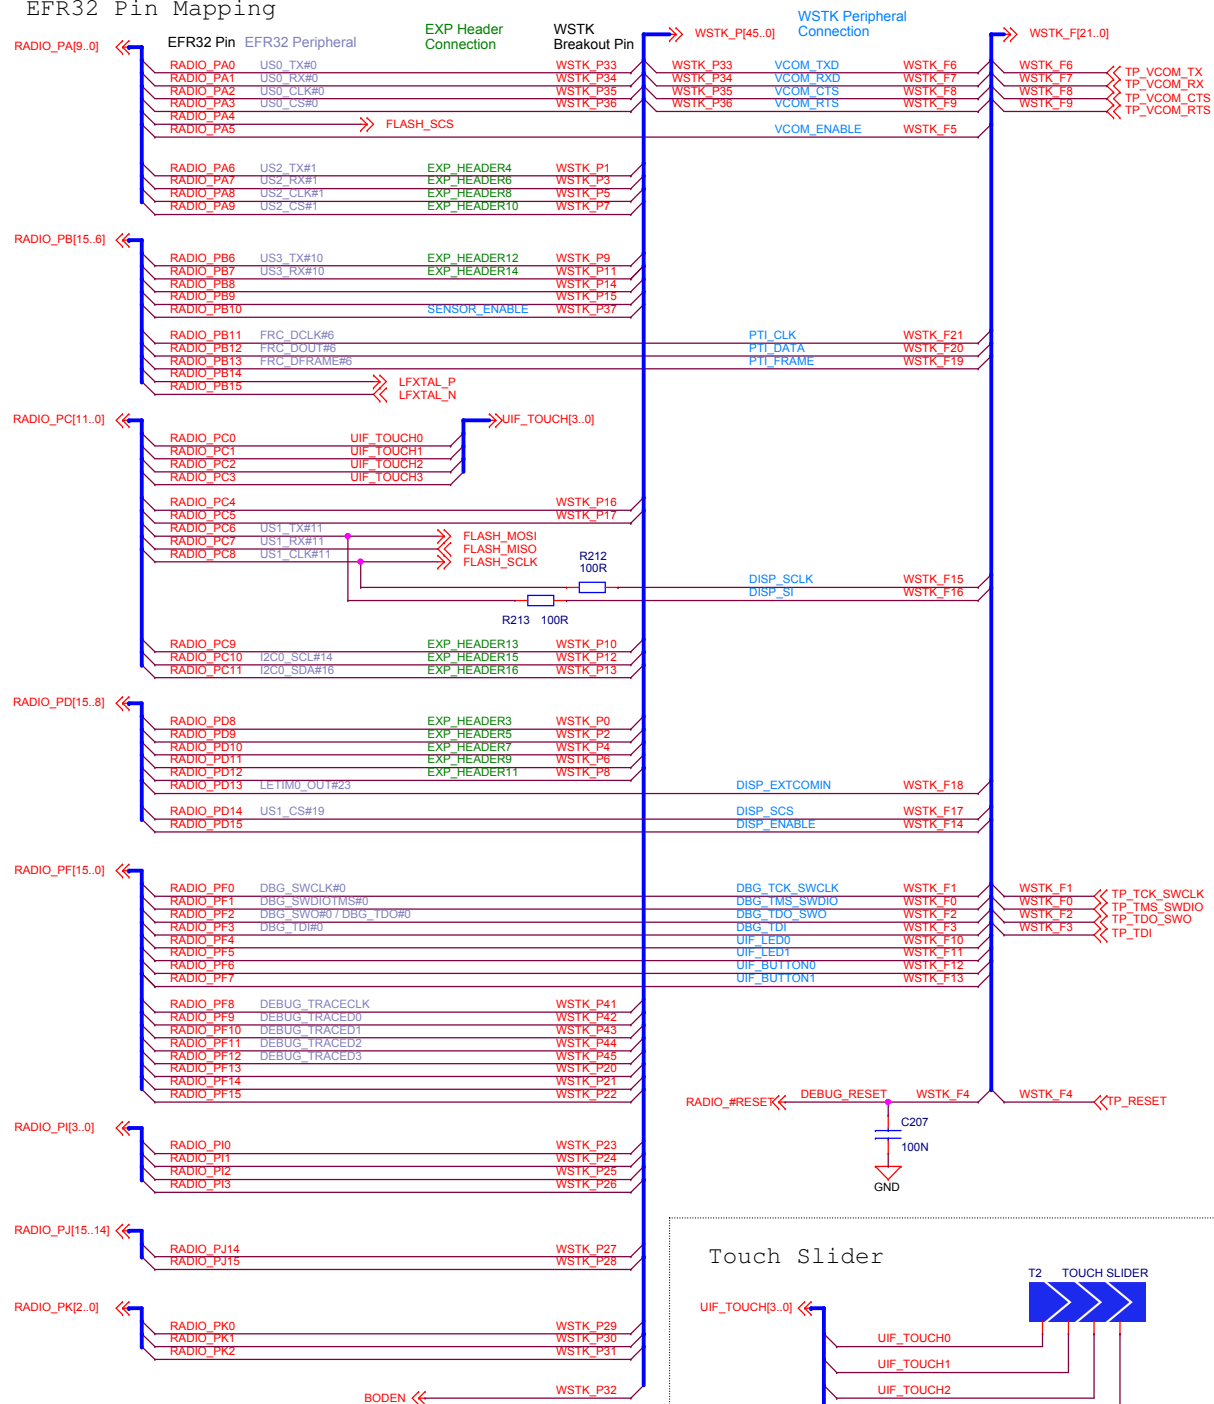 EFR32 Pin Mapping
RADIO_PA[9..0]
EFR32 Pin EFR32 Peripheral
EXP Header Connection
WSTK Breakout Pin
WSTK_P[45..0]
WSTK Peripheral Connection
WSTK_F[21..0]
RADIO_PA0 US0_TX#0 WSTK_P33 WSTK_P33 VCOM_TXD WSTK_F6 WSTK_F6 TP_VCOM_TX
RADIO_PA1 US0_RX#0 WSTK_P34 WSTK_P34 VCOM_RXD WSTK_F7 WSTK_F7 TP_VCOM_RX
RADIO_PA2 US0_CLK#0 WSTK_P35 WSTK_P35 VCOM_CTS WSTK_F8 WSTK_F8 TP_VCOM_CTS
RADIO_PA3 US0_CS#0 WSTK_P36 WSTK_P36 VCOM_RTS WSTK_F9 WSTK_F9 TP_VCOM_RTS
RADIO_PA4 FLASH_SCS
RADIO_PA5 VCOM_ENABLE WSTK_F5
RADIO_PA6 US2_TX#1 EXP_HEADER4 WSTK_P1
RADIO_PA7 US2_RX#1 EXP_HEADER6 WSTK_P3
RADIO_PA8 US2_CLK#1 EXP_HEADER8 WSTK_P5
RADIO_PA9 US2_CS#1 EXP_HEADER10 WSTK_P7
RADIO_PB[15..6]
RADIO_PB6 US3_TX#10 EXP_HEADER12 WSTK_P9
RADIO_PB7 US3_RX#10 EXP_HEADER14 WSTK_P11
RADIO_PB8 WSTK_P14
RADIO_PB9 WSTK_P15
RADIO_PB10 SENSOR_ENABLE WSTK_P37
RADIO_PB11 FRC_DCLK#6 PTI_CLK WSTK_F21
RADIO_PB12 FRC_DOUT#6 PTI_DATA WSTK_F20
RADIO_PB13 FRC_DFRAME#6 PTI_FRAME WSTK_F19
RADIO_PB14 LFXTAL_P
RADIO_PB15 LFXTAL_N
RADIO_PC[11..0] UIF_TOUCH[3..0]
RADIO_PC0 UIF_TOUCH0
RADIO_PC1 UIF_TOUCH1
RADIO_PC2 UIF_TOUCH2
RADIO_PC3 UIF_TOUCH3
RADIO_PC4 WSTK_P16
RADIO_PC5 WSTK_P17
RADIO_PC6 US1_TX#11 FLASH_MOSI
RADIO_PC7 US1_RX#11 FLASH_MISO
RADIO_PC8 US1_CLK#11 FLASH_SCLK
R212
100R
DISP_SCLK WSTK_F15
DISP_SI WSTK_F16
R213 100R
RADIO_PC9 EXP_HEADER13 WSTK_P10
RADIO_PC10 I2C0_SCL#14 EXP_HEADER15 WSTK_P12
RADIO_PC11 I2C0_SDA#16 EXP_HEADER16 WSTK_P13
RADIO_PD[15..8]
RADIO_PD8 EXP_HEADER3 WSTK_P0
RADIO_PD9 EXP_HEADER5 WSTK_P2
RADIO_PD10 EXP_HEADER7 WSTK_P4
RADIO_PD11 EXP_HEADER9 WSTK_P6
RADIO_PD12 EXP_HEADER11 WSTK_P8
RADIO_PD13 LETIM0_OUT#23 DISP_EXTCOMIN WSTK_F18
RADIO_PD14 US1_CS#19 DISP_SCS WSTK_F17
RADIO_PD15 DISP_ENABLE WSTK_F14
RADIO_PF[15..0]
RADIO_PF0 DBG_SWCLK#0 DBG_TCK_SWCLK WSTK_F1 WSTK_F1 TP_TCK_SWCLK
RADIO_PF1 DBG_SWDIOTMS#0 DBG_TMS_SWDIO WSTK_F0 WSTK_F0 TP_TMS_SWDIO
RADIO_PF2 DBG_SWO#0 / DBG_TDO#0 DBG_TDO_SWO WSTK_F2 WSTK_F2 TP_TDO_SWO
RADIO_PF3 DBG_TDI#0 DBG_TDI WSTK_F3 WSTK_F3 TP_TDI
RADIO_PF4 UIF_LED0 WSTK_F10
RADIO_PF5 UIF_LED1 WSTK_F11
RADIO_PF6 UIF_BUTTON0 WSTK_F12
RADIO_PF7 UIF_BUTTON1 WSTK_F13
RADIO_PF8 DEBUG_TRACECLK WSTK_P41
RADIO_PF9 DEBUG_TRACED0 WSTK_P42
RADIO_PF10 DEBUG_TRACED1 WSTK_P43
RADIO_PF11 DEBUG_TRACED2 WSTK_P44
RADIO_PF12 DEBUG_TRACED3 WSTK_P45
RADIO_PF13 WSTK_P20
RADIO_PF14 WSTK_P21
RADIO_PF15 WSTK_P22
RADIO_#RESET DEBUG_RESET WSTK_F4 WSTK_F4 TP_RESET
C207
100N
GND
RADIO_PI[3..0]
RADIO_PI0 WSTK_P23
RADIO_PI1 WSTK_P24
RADIO_PI2 WSTK_P25
RADIO_PI3 WSTK_P26
RADIO_PJ[15..14]
RADIO_PJ14 WSTK_P27
RADIO_PJ15 WSTK_P28
RADIO_PK[2..0]
RADIO_PK0 WSTK_P29
RADIO_PK1 WSTK_P30
RADIO_PK2 WSTK_P31
BODEN WSTK_P32
Touch Slider
T2 TOUCH SLIDER
UIF_TOUCH[3..0]
UIF_TOUCH0
UIF_TOUCH1
UIF_TOUCH2